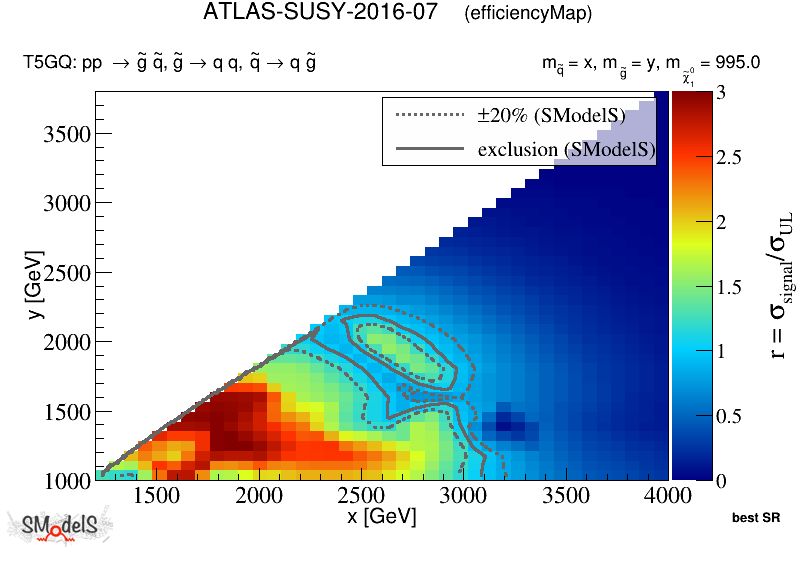 ATLAS-SUSY-2016-07 (efficiencyMap)
T5GQ: pp → g̃ q̃, g̃ → q q, q̃ → q g̃
m_q̃ = x, m_g̃ = y, m_χ̃₁⁰ = 995.0
±20% (SModelS)
exclusion (SModelS)
y [GeV]
3500
3000
2500
2000
1500
1000
1500 2000 2500 3000 3500 4000
x [GeV]
3
2.5
2
1.5
1
0.5
0
r = σ_signal/σ_UL
SModelS
best SR